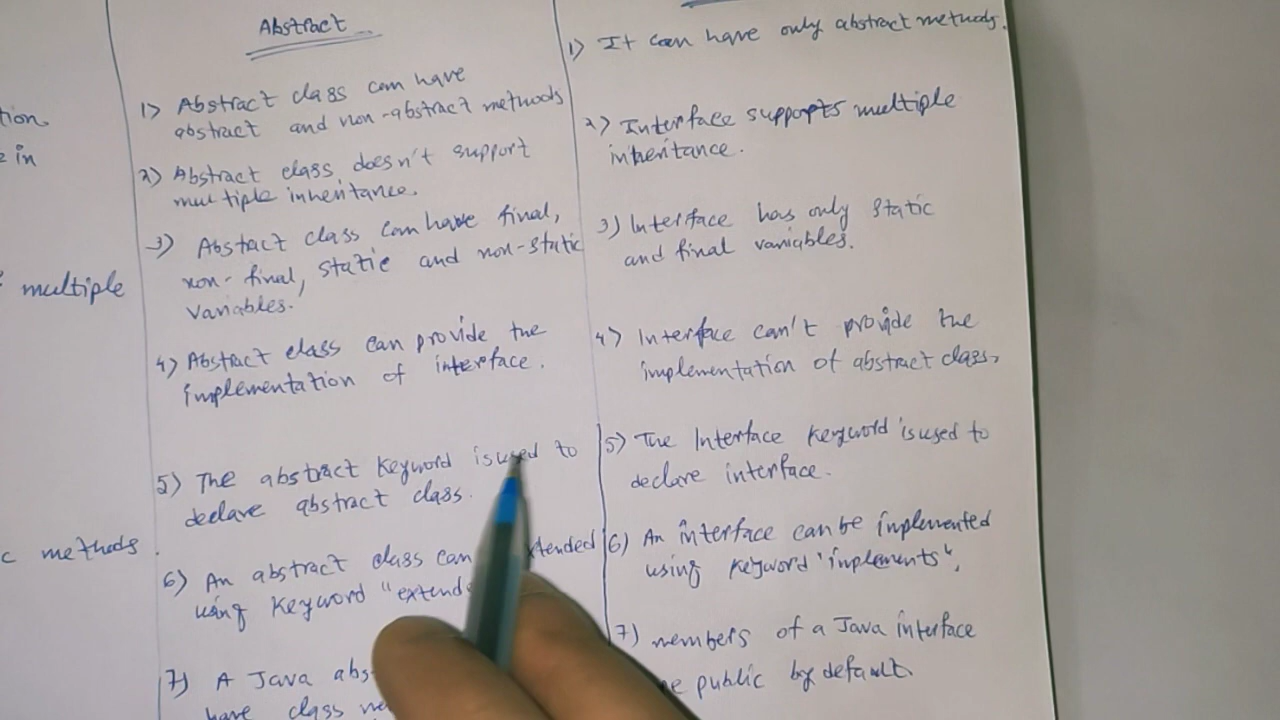 tion
e in
multiple
c methods.
Abstract
1) Abstract class can have
abstract and non-abstract methods
2) Abstract class doesn't support
multiple inheritance.
3) Abstract class can have final,
non-final, static and non-static
variables.
4) Abstract class can provide the
implementation of interface.
5) The abstract keyword is used to
declare abstract class.
6) An abstract class can extended
using keyword "extend
7) A Java abs
have class
1) It can have only abstract methods.
2) Interface supports multiple
inheritance.
3) Interface has only static
and final variables.
4) Interface can't provide the
implementation of abstract class,
5) The Interface keyword is used to
declare interface.
6) An interface can be implemented
using keyword "implements".
7) members of a Java interface
public by default.